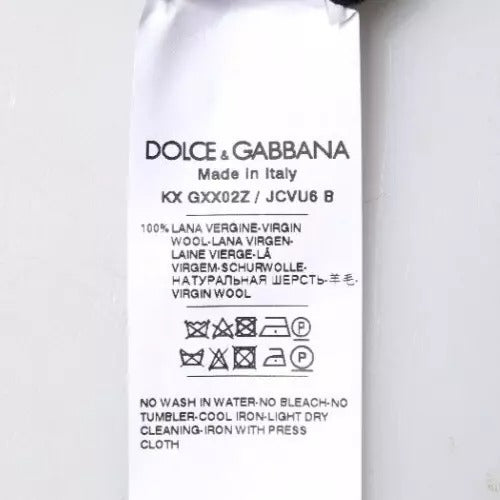 DOLCE & GABBANA
Made in Italy
KX GXX02Z / JCVU6 B
100% LANA VERGINE-VIRGIN
WOOL-LANA VIRGEN-
LAINE VIERGE-LÃ
VIRGEM-SCHURWOLLE-
НАТУРАЛЬНАЯ ШЕРСТЬ-羊毛-
VIRGIN WOOL
P
P
NO WASH IN WATER-NO BLEACH-NO
TUMBLER-COOL IRON-LIGHT DRY
CLEANING-IRON WITH PRESS
CLOTH